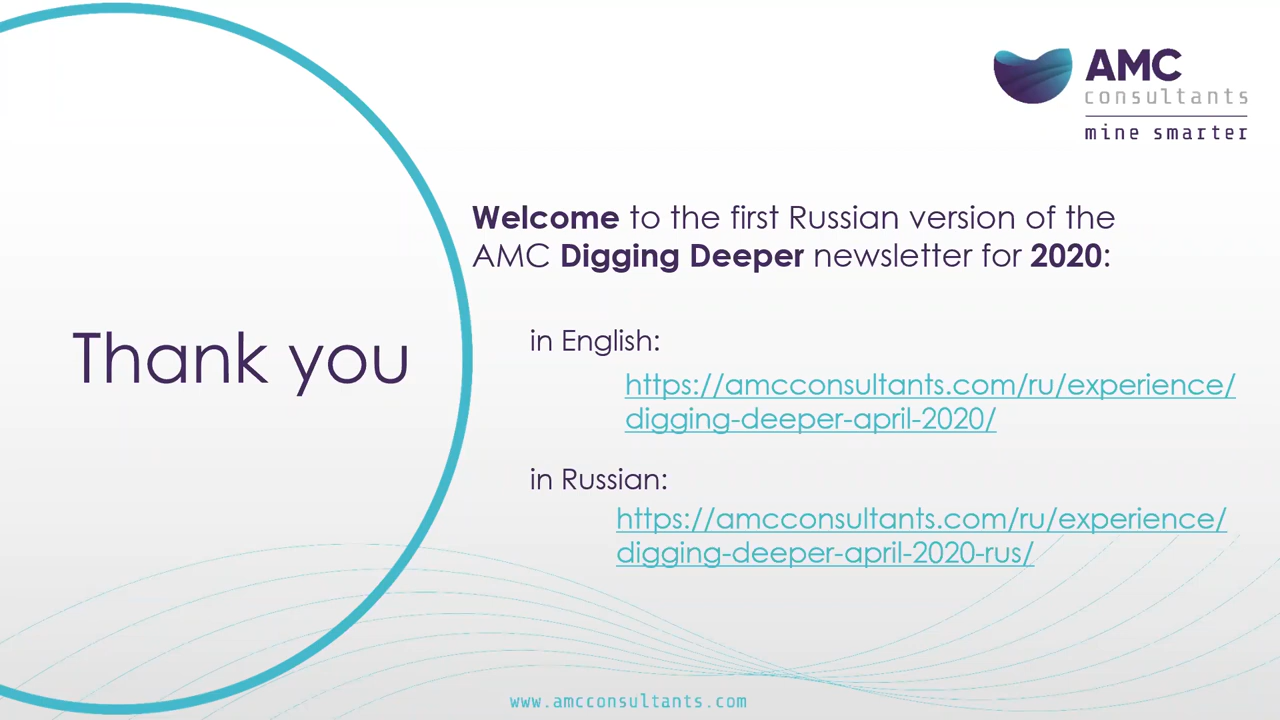 AMC
consultants
mine smarter
Welcome to the first Russian version of the
AMC Digging Deeper newsletter for 2020:
Thank you
in English:
https://amcconsultants.com/ru/experience/
digging-deeper-april-2020/
in Russian:
https://amcconsultants.com/ru/experience/
digging-deeper-april-2020-rus/
www.amcconsultants.com